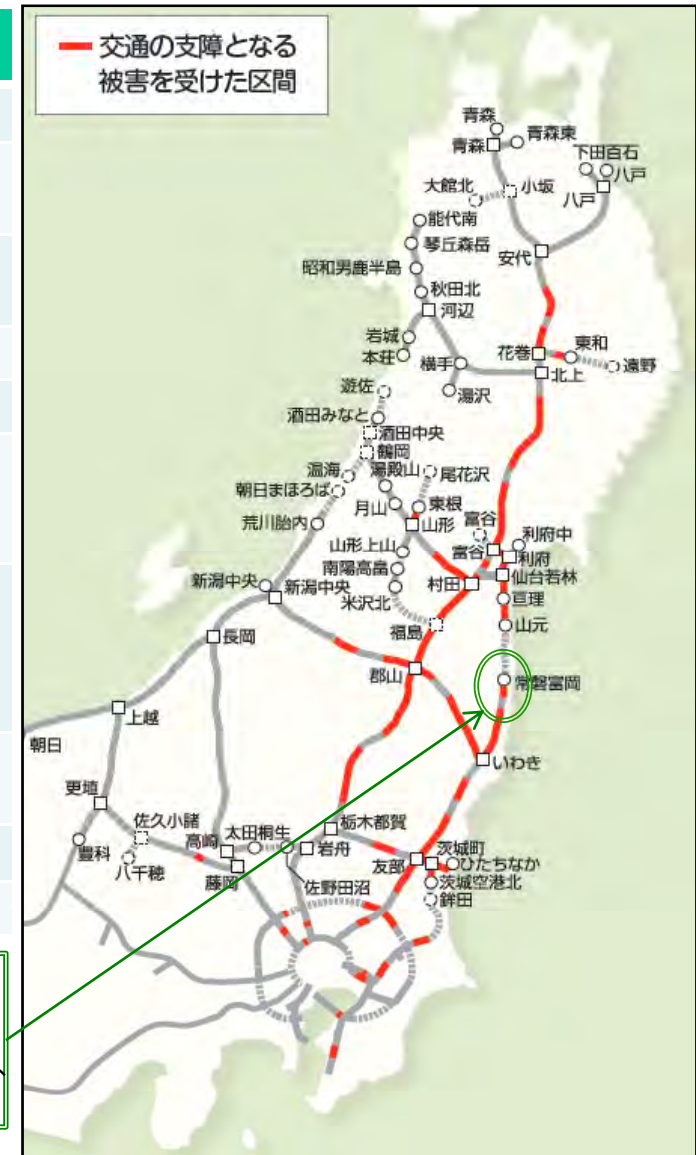 交通の支障となる
被害を受けた区間
青森
青森東
青森
下田百石
八戸
八戸
大館北
小坂
能代南
琴丘森岳
安代
昭和男鹿半島
秋田北
河辺
岩城
本荘
横手
花巻
東和
北上
遠野
湯沢
遊佐
酒田みなと
酒田中央
鶴岡
温海
湯殿山
尾花沢
朝日まほろば
月山
東根
富谷
利府中
荒川胎内
山形
富谷
利府
山形上山
仙台若林
南陽高畠
村田
亘理
新潟中央
新潟中央
米沢北
福島
山元
長岡
郡山
常磐富岡
上越
朝日
いわき
更埴
佐久小諸
高崎
太田桐生
栃木都賀
岩舟
茨城町
友部
ひたちなか
豊科
八千穂
藤岡
佐野田沼
茨城空港北
鉾田